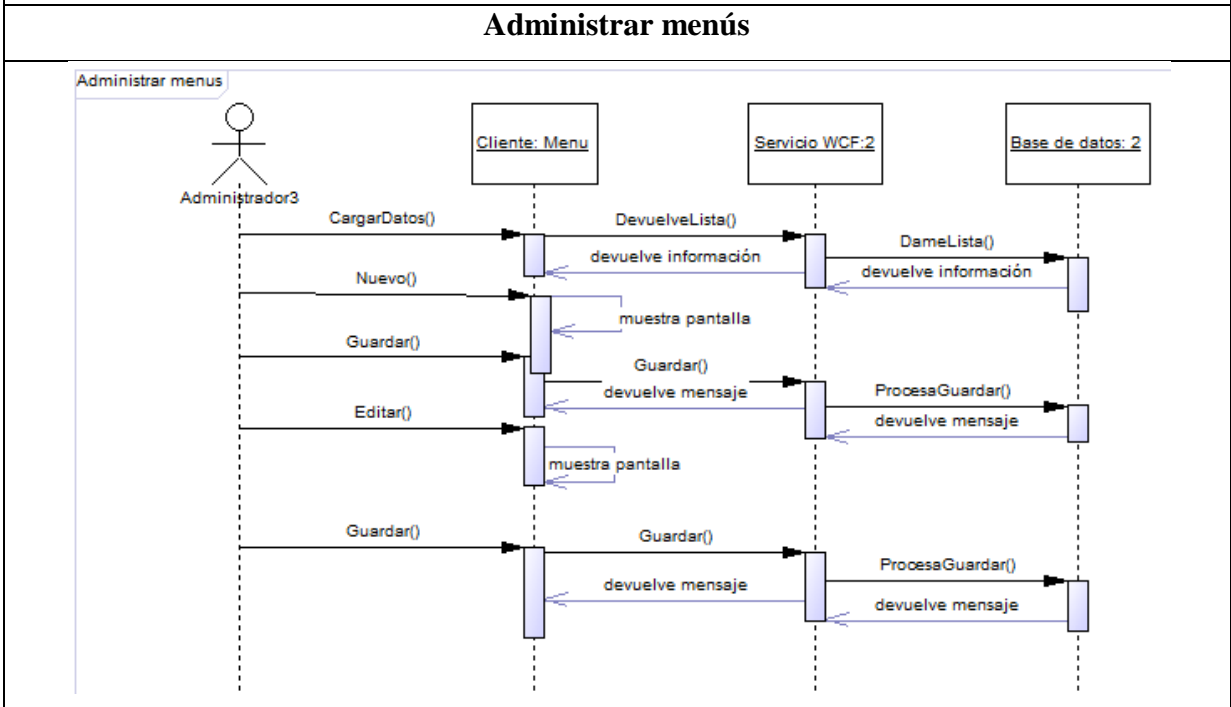 Administrar menús
Administrar menus
Cliente: Menu
Servicio WCF:2
Base de datos: 2
Administrador3
CargarDatos()
DevuelveLista()
DameLista()
devuelve información
devuelve información
Nuevo()
muestra pantalla
Guardar()
Guardar()
devuelve mensaje
ProcesaGuardar()
Editar()
devuelve mensaje
muestra pantalla
Guardar()
Guardar()
ProcesaGuardar()
devuelve mensaje
devuelve mensaje